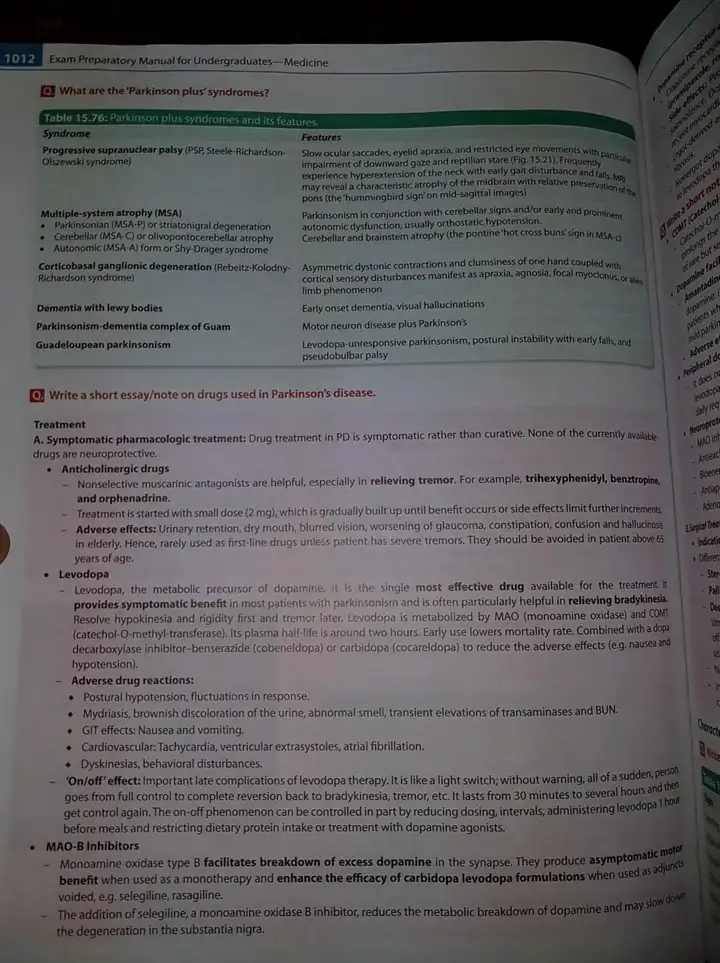 1012 Exam Preparatory Manual for Undergraduates—Medicine
Q. What are the 'Parkinson plus' syndromes?
Table 15.76: Parkinson plus syndromes and its features.
Syndrome Features
Progressive supranuclear palsy (PSP, Steele-Richardson-
Olszewski syndrome)
Slow ocular saccades, eyelid apraxia, and restricted eye movements with particular
impairment of downward gaze and reptilian stare (Fig. 15.21). Frequently
experience hyperextension of the neck with early gait disturbance and falls. MRI
may reveal a characteristic atrophy of the midbrain with relative preservation of the
pons (the 'hummingbird sign' on mid-sagittal images)
Multiple-system atrophy (MSA)
• Parkinsonian (MSA-P) or striatonigral degeneration
• Cerebellar (MSA-C) or olivopontocerebellar atrophy
• Autonomic (MSA-A) form or Shy-Drager syndrome
Parkinsonism in conjunction with cerebellar signs and/or early and prominent
autonomic dysfunction, usually orthostatic hypotension.
Cerebellar and brainstem atrophy (the pontine 'hot cross buns' sign in MSA-c)
Corticobasal ganglionic degeneration (Rebeitz-Kolodny-
Richardson syndrome)
Asymmetric dystonic contractions and clumsiness of one hand coupled with
cortical sensory disturbances manifest as apraxia, agnosia, focal myoclonus, or alien
limb phenomenon
Dementia with lewy bodies Early onset dementia, visual hallucinations
Parkinsonism-dementia complex of Guam Motor neuron disease plus Parkinson's
Guadeloupean parkinsonism Levodopa-unresponsive parkinsonism, postural instability with early falls, and
pseudobulbar palsy
Q. Write a short essay/note on drugs used in Parkinson's disease.
Treatment
A. Symptomatic pharmacologic treatment: Drug treatment in PD is symptomatic rather than curative. None of the currently available
drugs are neuroprotective.
• Anticholinergic drugs
– Nonselective muscarinic antagonists are helpful, especially in relieving tremor. For example, trihexyphenidyl, benztropine,
and orphenadrine.
– Treatment is started with small dose (2 mg), which is gradually built up until benefit occurs or side effects limit further increments.
– Adverse effects: Urinary retention, dry mouth, blurred vision, worsening of glaucoma, constipation, confusion and hallucinosis
in elderly. Hence, rarely used as first-line drugs unless patient has severe tremors. They should be avoided in patient above 65
years of age.
• Levodopa
– Levodopa, the metabolic precursor of dopamine, it is the single most effective drug available for the treatment. It
provides symptomatic benefit in most patients with parkinsonism and is often particularly helpful in relieving bradykinesia.
Resolve hypokinesia and rigidity first and tremor later. Levodopa is metabolized by MAO (monoamine oxidase) and COMT
(catechol-O-methyl-transferase). Its plasma half-life is around two hours. Early use lowers mortality rate. Combined with a dopa
decarboxylase inhibitor–benserazide (cobeneldopa) or carbidopa (cocareldopa) to reduce the adverse effects (e.g. nausea and
hypotension).
– Adverse drug reactions:
♦ Postural hypotension, fluctuations in response.
♦ Mydriasis, brownish discoloration of the urine, abnormal smell, transient elevations of transaminases and BUN.
♦ GIT effects: Nausea and vomiting.
♦ Cardiovascular: Tachycardia, ventricular extrasystoles, atrial fibrillation.
♦ Dyskinesias, behavioral disturbances.
– 'On/off' effect: Important late complications of levodopa therapy. It is like a light switch; without warning, all of a sudden, person
goes from full control to complete reversion back to bradykinesia, tremor, etc. It lasts from 30 minutes to several hours and then
get control again. The on-off phenomenon can be controlled in part by reducing dosing, intervals, administering levodopa 1 hour
before meals and restricting dietary protein intake or treatment with dopamine agonists.
• MAO-B Inhibitors
– Monoamine oxidase type B facilitates breakdown of excess dopamine in the synapse. They produce asymptomatic motor
benefit when used as a monotherapy and enhance the efficacy of carbidopa levodopa formulations when used as adjuncts
voided, e.g. selegiline, rasagiline.
– The addition of selegiline, a monoamine oxidase B inhibitor, reduces the metabolic breakdown of dopamine and may slow down
the degeneration in the substantia nigra.